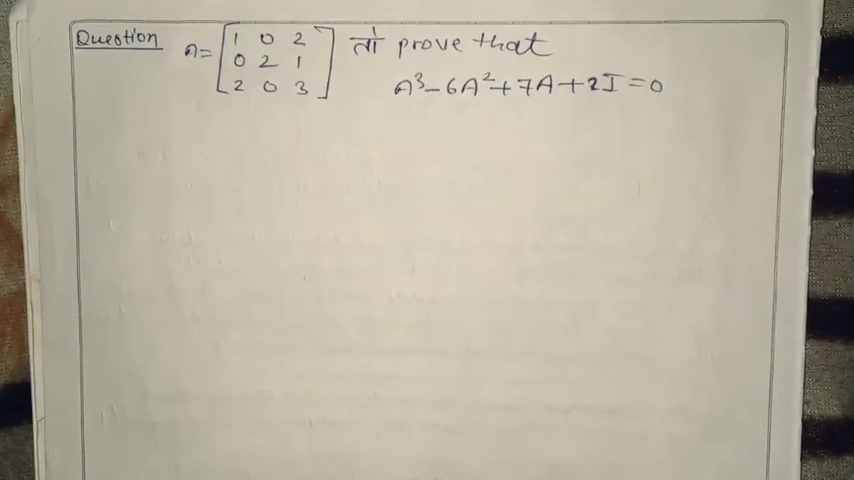 Question A = [ 1 0 2 ] तो prove that
0 2 1
2 0 3
A³ - 6A² + 7A + 2I = 0